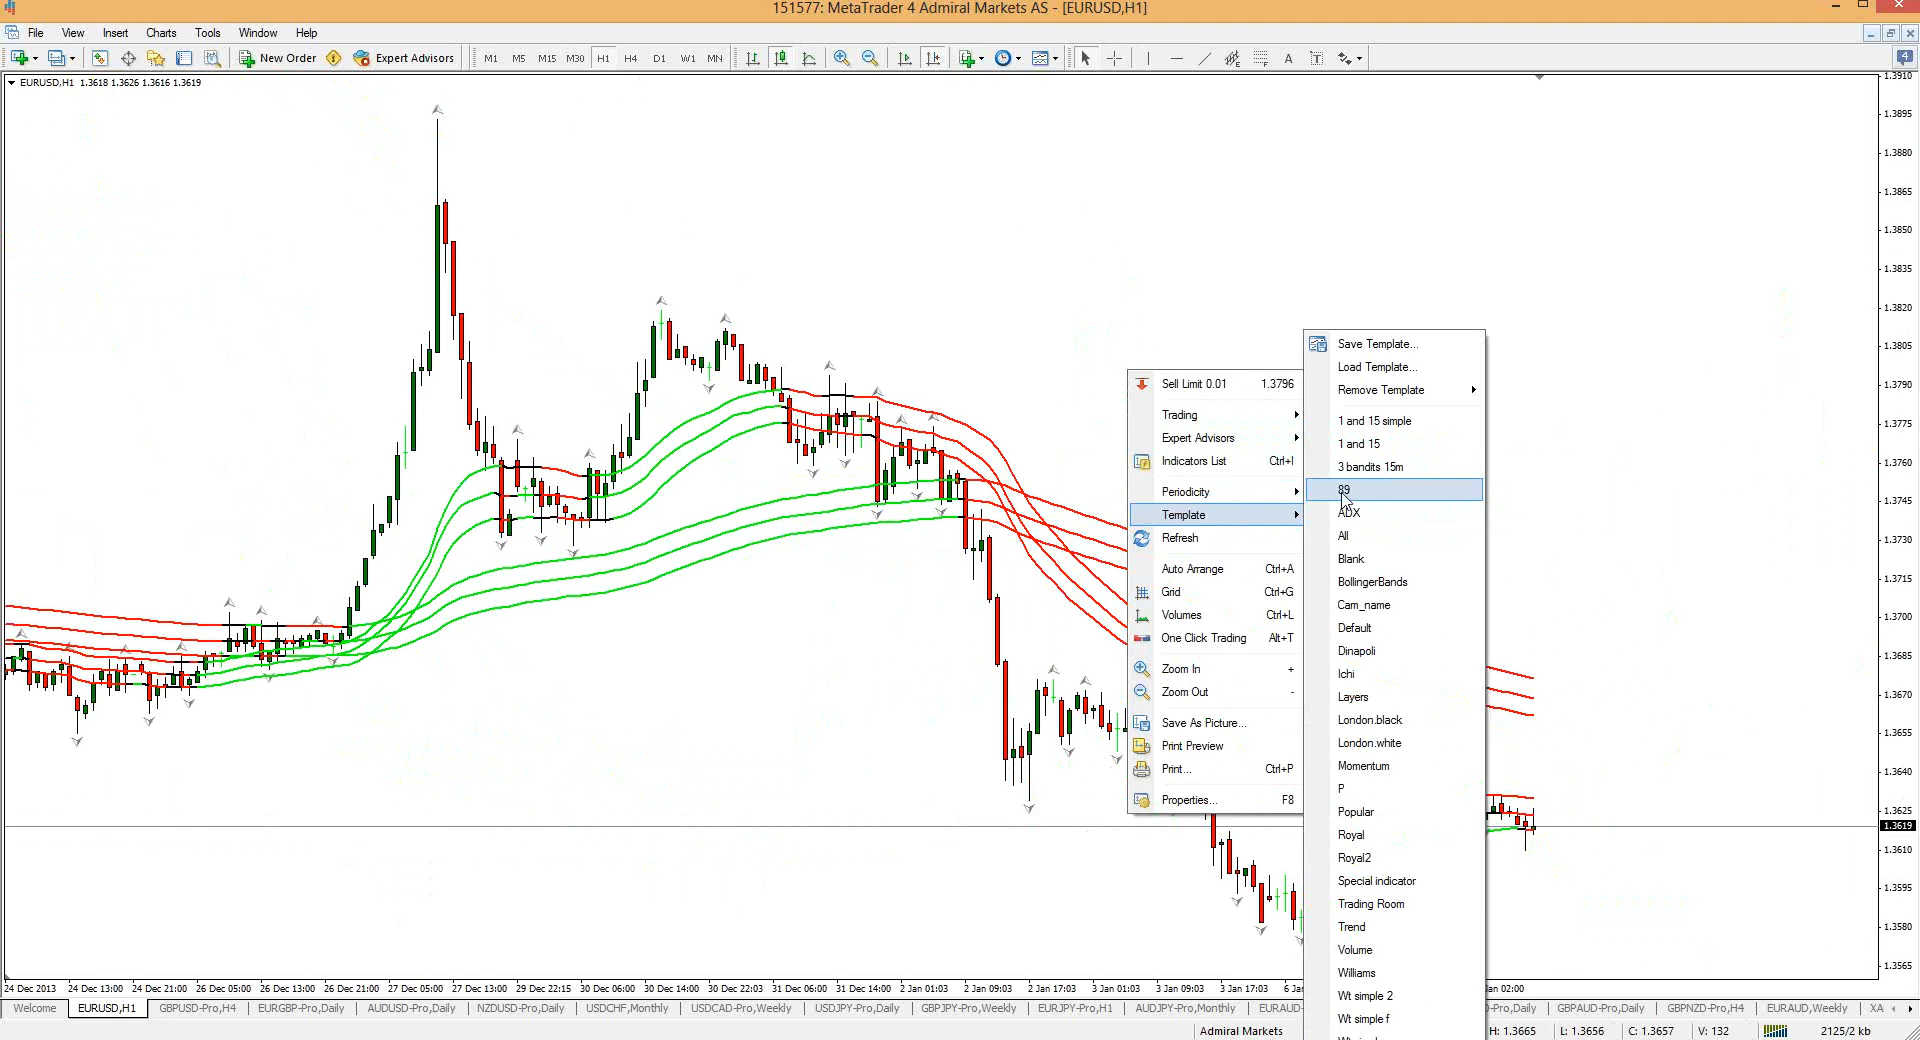 151577: MetaTrader 4 Admiral Markets AS - [EURUSD,H1]
File View Insert Charts Tools Window Help
New Order Expert Advisors M1 M5 M15 M30 H1 H4 D1 W1 MN A T 4
EURUSD,H1 1.3618 1.3626 1.3616 1.3619
1.3910
1.3895
1.3880
1.3865
1.3850
1.3835
1.3820
1.3805
1.3790
1.3775
1.3760
1.3745
1.3730
1.3715
1.3700
1.3685
1.3670
1.3655
1.3640
1.3625
1.3619
1.3610
1.3595
1.3580
1.3565
Sell Limit 0.01 1.3796
Trading
Expert Advisors
Indicators List Ctrl+I
Periodicity
Template
Refresh
Auto Arrange Ctrl+A
Grid Ctrl+G
Volumes Ctrl+L
One Click Trading Alt+T
Zoom In +
Zoom Out -
Save As Picture...
Print Preview
Print... Ctrl+P
Properties... F8
Save Template...
Load Template...
Remove Template
1 and 15 simple
1 and 15
3 bandits 15m
89
ADX
All
Blank
BollingerBands
Cam_name
Default
Dinapoli
Ichi
Layers
London.black
London.white
Momentum
P
Popular
Royal
Royal2
Special indicator
Trading Room
Trend
Volume
Williams
Wt simple 2
Wt simple f
24 Dec 2013 24 Dec 13:00 24 Dec 21:00 26 Dec 05:00 26 Dec 13:00 26 Dec 21:00 27 Dec 05:00 27 Dec 13:00 29 Dec 22:15 30 Dec 06:00 30 Dec 14:00 30 Dec 22:03 31 Dec 06:00 31 Dec 14:00 2 Jan 01:03 2 Jan 09:03 2 Jan 17:03 3 Jan 01:03 3 Jan 09:03 3 Jan 17:03 6 Jan 02:00
Welcome EURUSD,H1 GBPUSD-Pro,H4 EURGBP-Pro,Daily AUDUSD-Pro,Daily NZDUSD-Pro,Daily USDCHF,Monthly USDCAD-Pro,Weekly USDJPY-Pro,Daily GBPJPY-Pro,Weekly EURJPY-Pro,H1 AUDJPY-Pro,Monthly EURAUD- -Pro,Daily GBPAUD-Pro,Daily GBPNZD-Pro,H4 EURAUD,Weekly XA
Admiral Markets H: 1.3665 L: 1.3656 C: 1.3657 V: 132 2125/2 kb